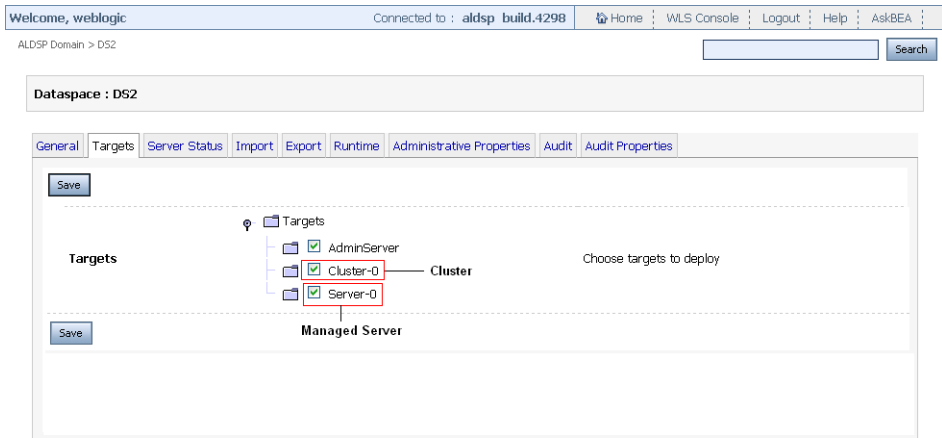 Welcome, weblogic Connected to : aldsp build.4298 Home WLS Console Logout Help AskBEA
ALDSP Domain > DS2
Search
Dataspace : DS2
General Targets Server Status Import Export Runtime Administrative Properties Audit Audit Properties
Save
Targets
AdminServer
Targets Cluster-0 Cluster Choose targets to deploy
Server-0
Managed Server
Save